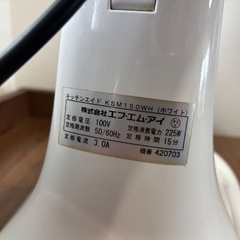 キッチンエイド KSM150WH (ホワイト)
株式会社エフ・エム・アイ
定格電圧 100V 定格消費電力 225W
定格周波数 50/60Hz 定格時間 15分
定格電流 3.0A 機番 420703